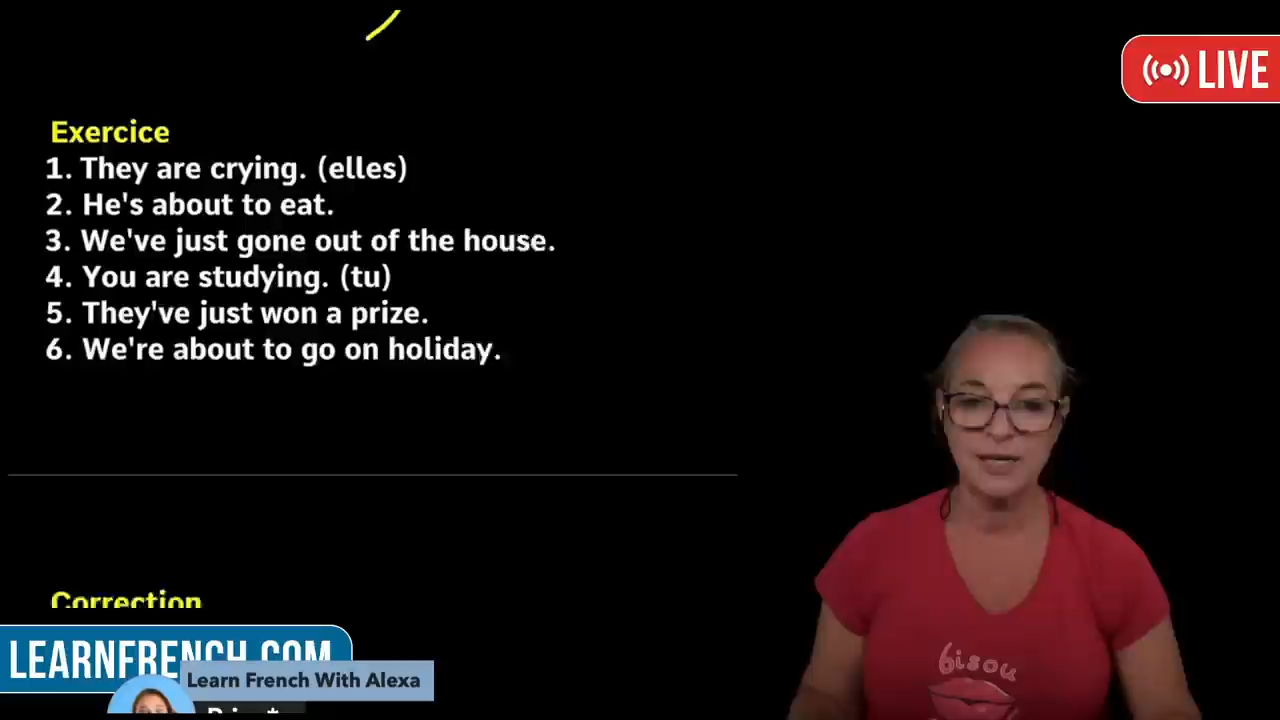 LIVE
Exercice
1. They are crying. (elles)
2. He's about to eat.
3. We've just gone out of the house.
4. You are studying. (tu)
5. They've just won a prize.
6. We're about to go on holiday.
Correction
LEARNFRENCH.COM
Learn French With Alexa
bisou